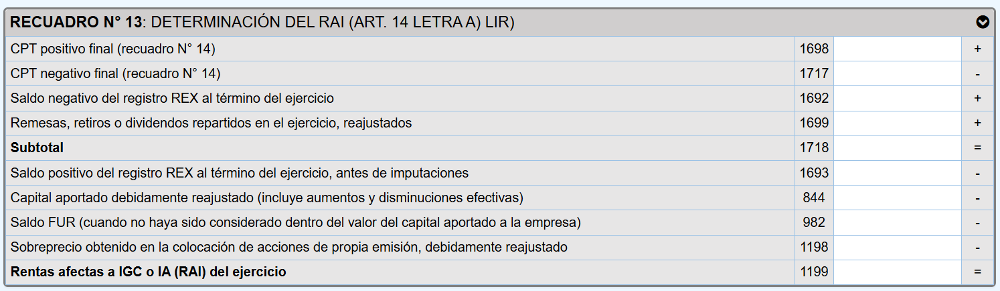 RECUADRO N° 13: DETERMINACIÓN DEL RAI (ART. 14 LETRA A) LIR)
CPT positivo final (recuadro N° 14) 1698 +
CPT negativo final (recuadro N° 14) 1717 -
Saldo negativo del registro REX al término del ejercicio 1692 +
Remesas, retiros o dividendos repartidos en el ejercicio, reajustados 1699 +
Subtotal 1718 =
Saldo positivo del registro REX al término del ejercicio, antes de imputaciones 1693 -
Capital aportado debidamente reajustado (incluye aumentos y disminuciones efectivas) 844 -
Saldo FUR (cuando no haya sido considerado dentro del valor del capital aportado a la empresa) 982 -
Sobreprecio obtenido en la colocación de acciones de propia emisión, debidamente reajustado 1198 -
Rentas afectas a IGC o IA (RAI) del ejercicio 1199 =